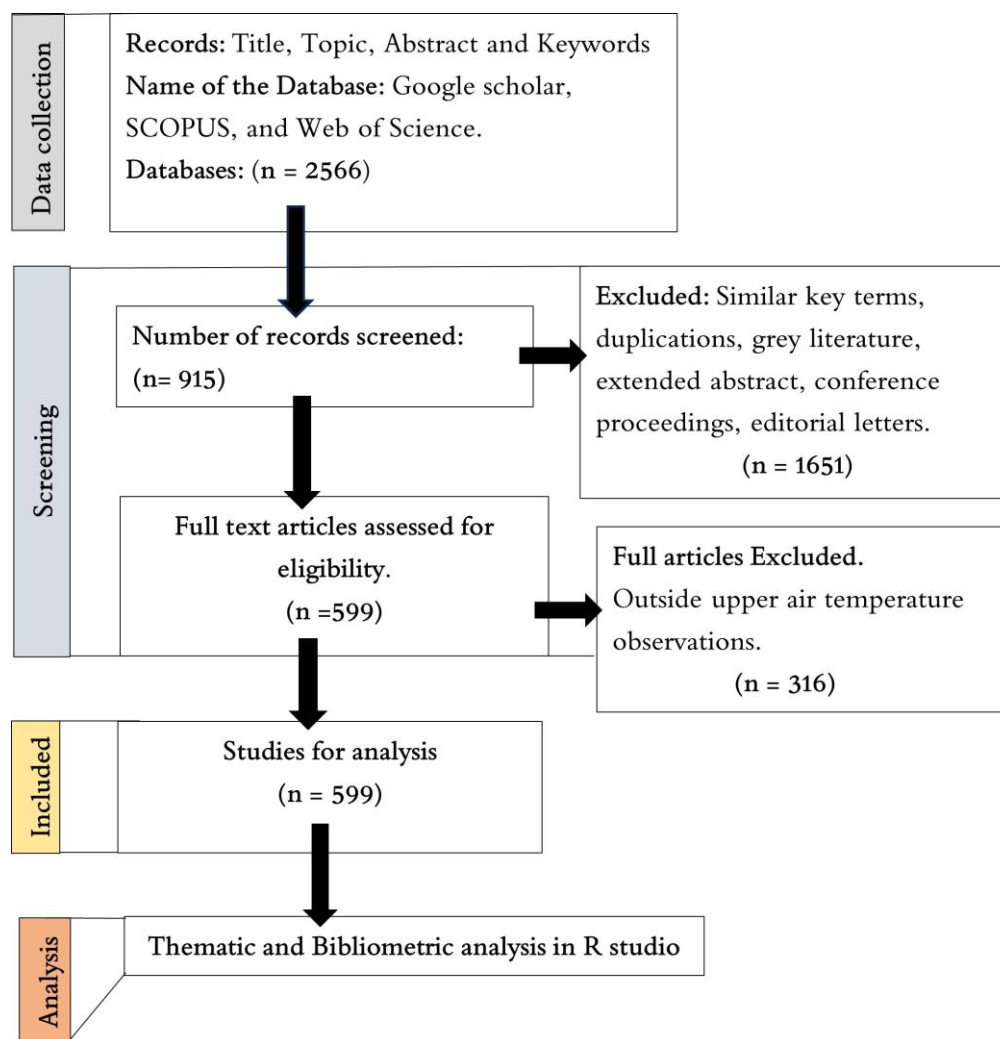 Data collection
Records: Title, Topic, Abstract and Keywords
Name of the Database: Google scholar,
SCOPUS, and Web of Science.
Databases: (n = 2566)
Screening
Number of records screened:
(n= 915)
Excluded: Similar key terms,
duplications, grey literature,
extended abstract, conference
proceedings, editorial letters.
(n = 1651)
Full text articles assessed for
eligibility.
(n =599)
Full articles Excluded.
Outside upper air temperature
observations.
(n = 316)
Included
Studies for analysis
(n = 599)
Analysis
Thematic and Bibliometric analysis in R studio